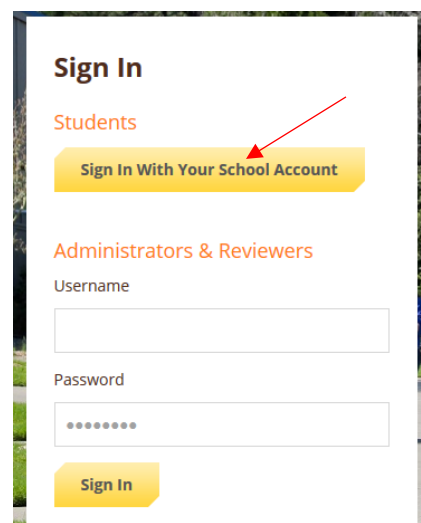 Sign In
Students
Sign In With Your School Account
Administrators & Reviewers
Username
Password
Sign In